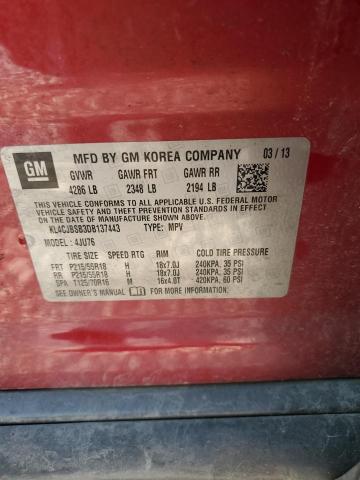 GM
MFD BY GM KOREA COMPANY 03 / 13
GVWR GAWR FRT GAWR RR
4286 LB 2348 LB 2194 LB
THIS VEHICLE CONFORMS TO ALL APPLICABLE U.S. FEDERAL MOTOR
VEHICLE SAFETY, BUMPER, AND THEFT PREVENTION STANDARDS IN
EFFECT ON THE DATE OF MANUFACTURE SHOWN ABOVE.
KL4CJBSB3DB137443 TYPE: MPV
MODEL : 4JU76
TIRE SIZE SPEED RTG RIM COLD TIRE PRESSURE
FRT P215/55R18 H 18x7.0J 240KPA, 35 PSI
RR P215/55R18 H 18x7.0J 240KPA, 35 PSI
SPA T125/70R16 M 16x4.0T 420KPA, 60 PSI
SEE OWNER'S MANUAL FOR MORE INFORMATION.